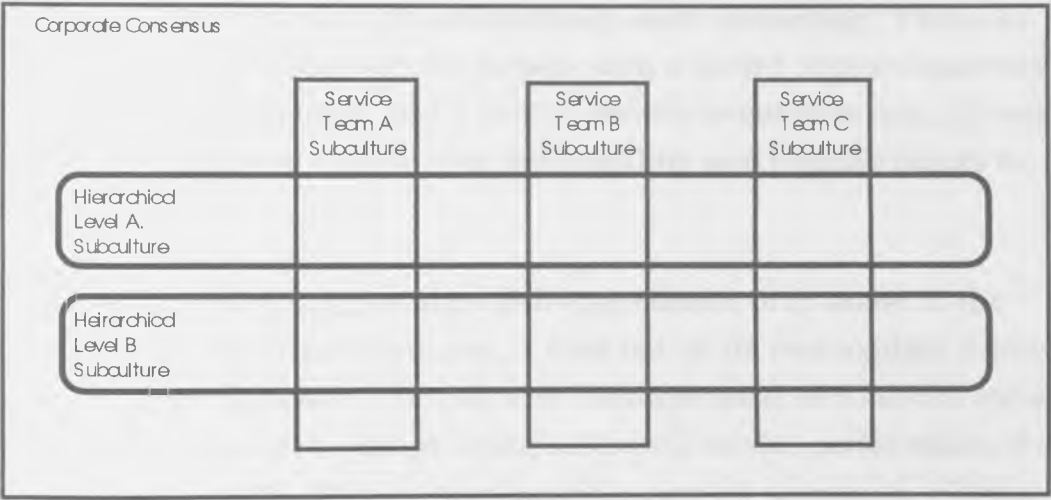 Corporate Consensus
Service
Team A
Subculture
Service
Team B
Subculture
Service
Team C
Subculture
Hierarchical
Level A.
Subculture
Heirarchical
Level B
Subculture